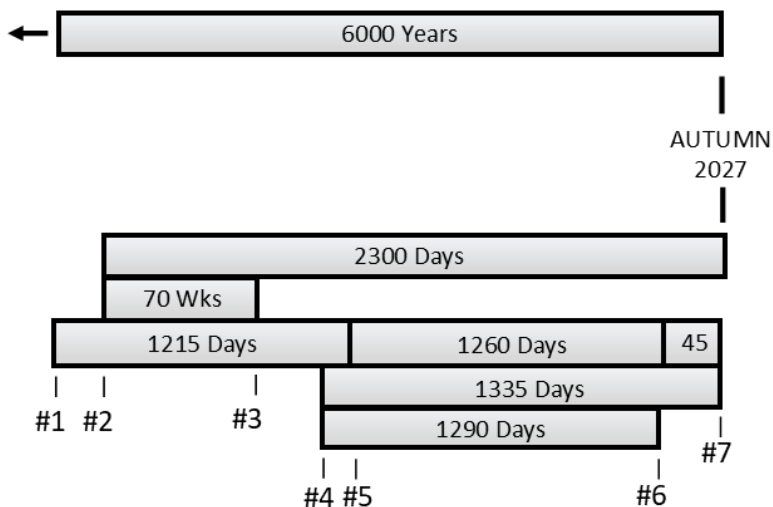 6000 Years
AUTUMN
2027
2300 Days
70 Wks
1215 Days
1260 Days
45
1335 Days
1290 Days
#1
#2
#3
#4
#5
#6
#7